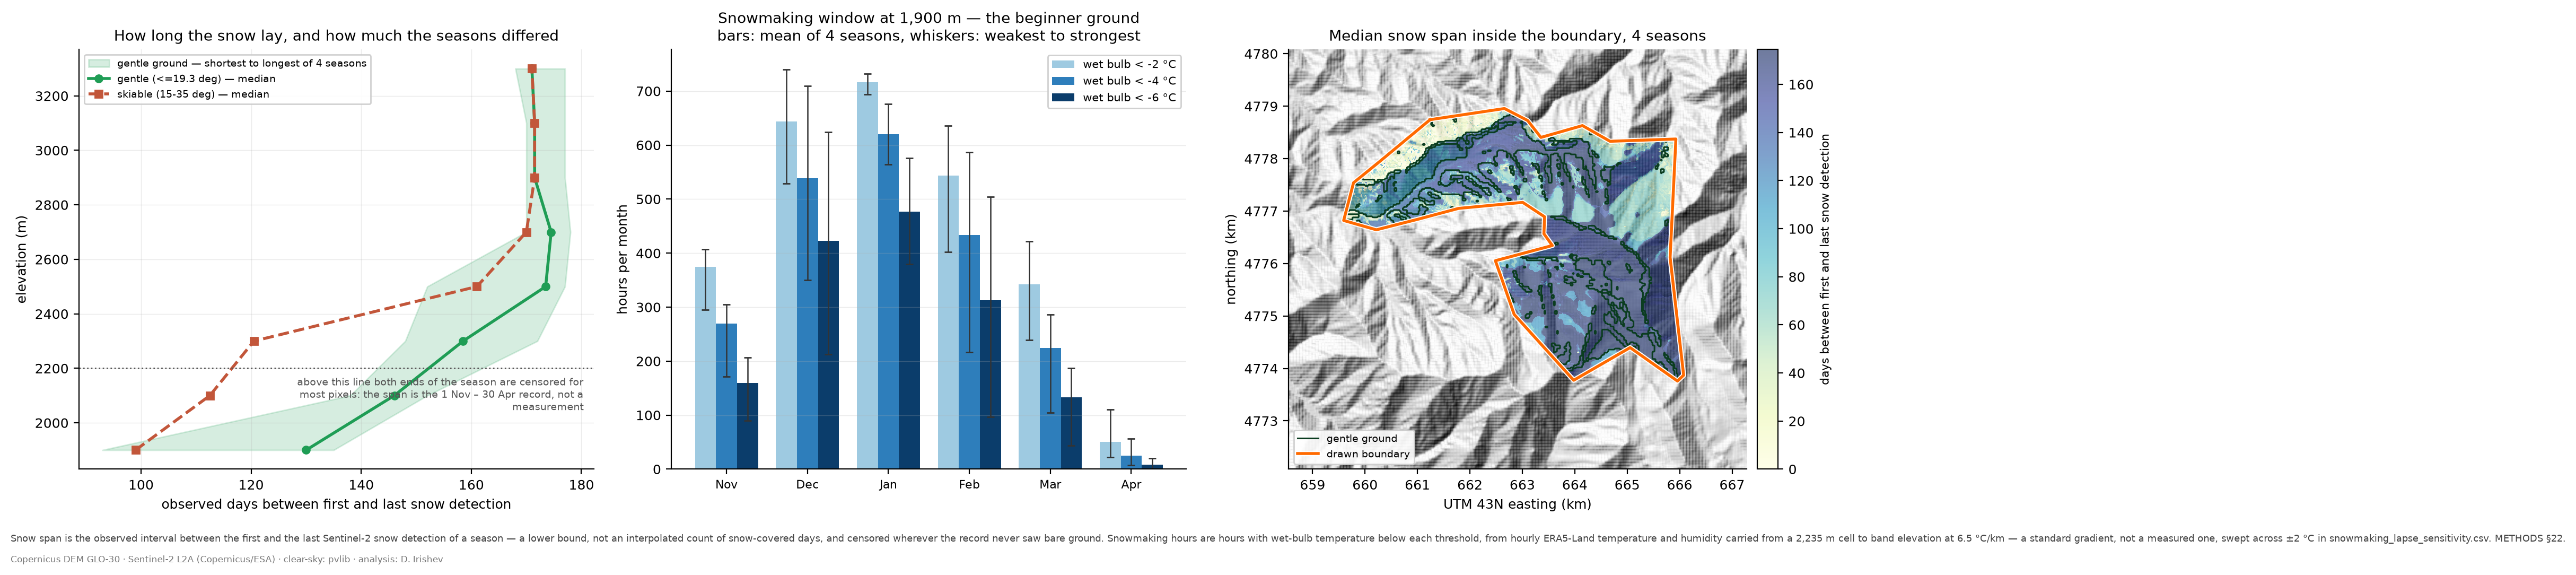 How long the snow lay, and how much the seasons differed
gentle ground — shortest to longest of 4 seasons
gentle (<=19.3 deg) — median
skiable (15-35 deg) — median
3200
3000
2800
2600
2400
2200
2000
elevation (m)
above this line both ends of the season are censored for
most pixels: the span is the 1 Nov – 30 Apr record, not a
measurement
100
120
140
160
180
observed days between first and last snow detection
Snowmaking window at 1,900 m — the beginner ground
bars: mean of 4 seasons, whiskers: weakest to strongest
wet bulb < -2 °C
wet bulb < -4 °C
wet bulb < -6 °C
700
600
500
400
300
200
100
0
hours per month
Nov
Dec
Jan
Feb
Mar
Apr
Median snow span inside the boundary, 4 seasons
4780
4779
4778
4777
4776
4775
4774
4773
northing (km)
gentle ground
drawn boundary
659
660
661
662
663
664
665
666
667
UTM 43N easting (km)
160
140
120
100
80
60
40
20
0
days between first and last snow detection
Snow span is the observed interval between the first and the last Sentinel-2 snow detection of a season — a lower bound, not an interpolated count of snow-covered days, and censored wherever the record never saw bare ground. Snowmaking hours are hours with wet-bulb temperature below each threshold, from hourly ERA5-Land temperature and humidity carried from a 2,235 m cell to band elevation at 6.5 °C/km — a standard gradient, not a measured one, swept across ±2 °C in snowmaking_lapse_sensitivity.csv. METHODS §22.
Copernicus DEM GLO-30 · Sentinel-2 L2A (Copernicus/ESA) · clear-sky: pvlib · analysis: D. Irishev